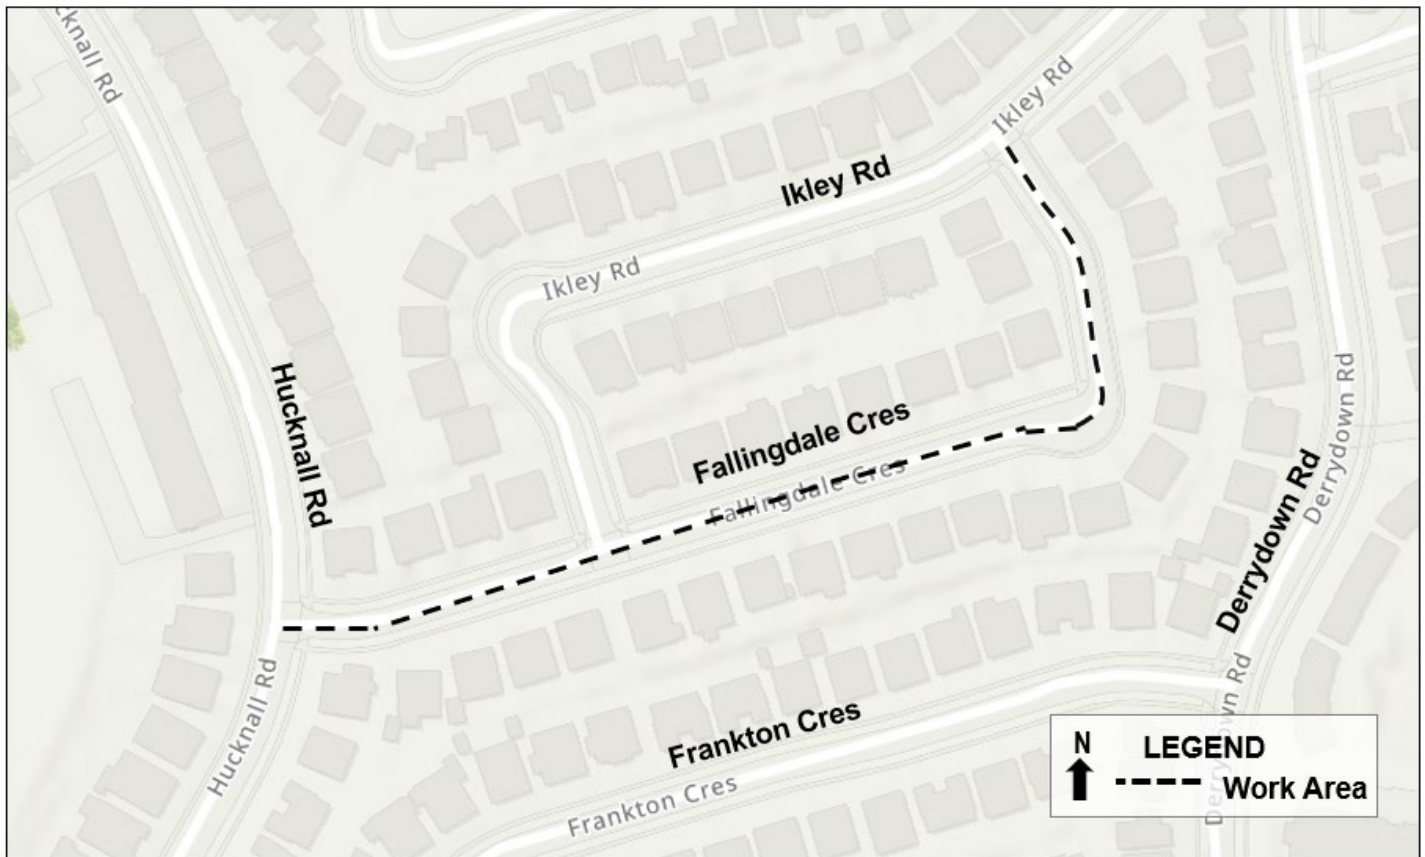 cknall Rd
Ikley Rd
Ikley Rd
Ikley Rd
Hucknall Rd
Fallingdale Cres
Fallingdale Cres
Derrydown Rd
Derrydown Rd
Hucknall Rd
Derrydown Rd
Frankton Cres
Frankton Cres
N
LEGEND
Work Area